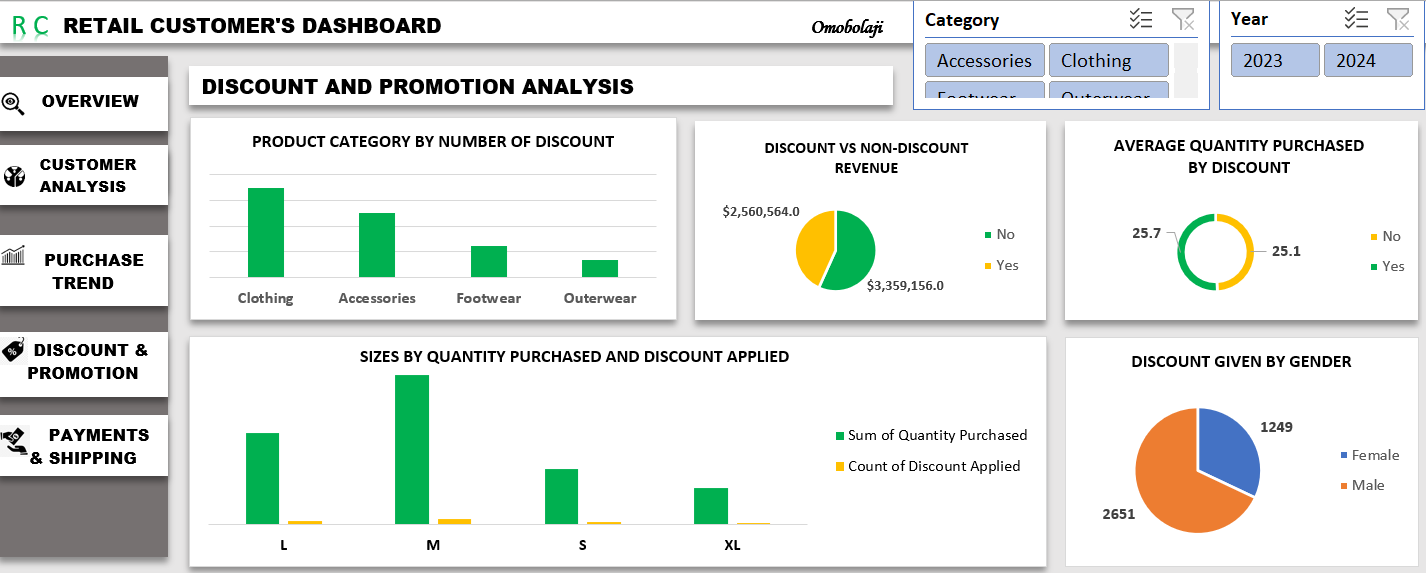 RC RETAIL CUSTOMER'S DASHBOARD
Omobolaji
Category
Accessories
Clothing
Footwear
Outerwear
Year
2023
2024
OVERVIEW
CUSTOMER
ANALYSIS
PURCHASE
TREND
DISCOUNT &
PROMOTION
PAYMENTS
& SHIPPING
DISCOUNT AND PROMOTION ANALYSIS
PRODUCT CATEGORY BY NUMBER OF DISCOUNT
Clothing
Accessories
Footwear
Outerwear
DISCOUNT VS NON-DISCOUNT
REVENUE
$2,560,564.0
$3,359,156.0
No
Yes
AVERAGE QUANTITY PURCHASED
BY DISCOUNT
25.7
25.1
No
Yes
SIZES BY QUANTITY PURCHASED AND DISCOUNT APPLIED
Sum of Quantity Purchased
Count of Discount Applied
L
M
S
XL
DISCOUNT GIVEN BY GENDER
1249
2651
Female
Male